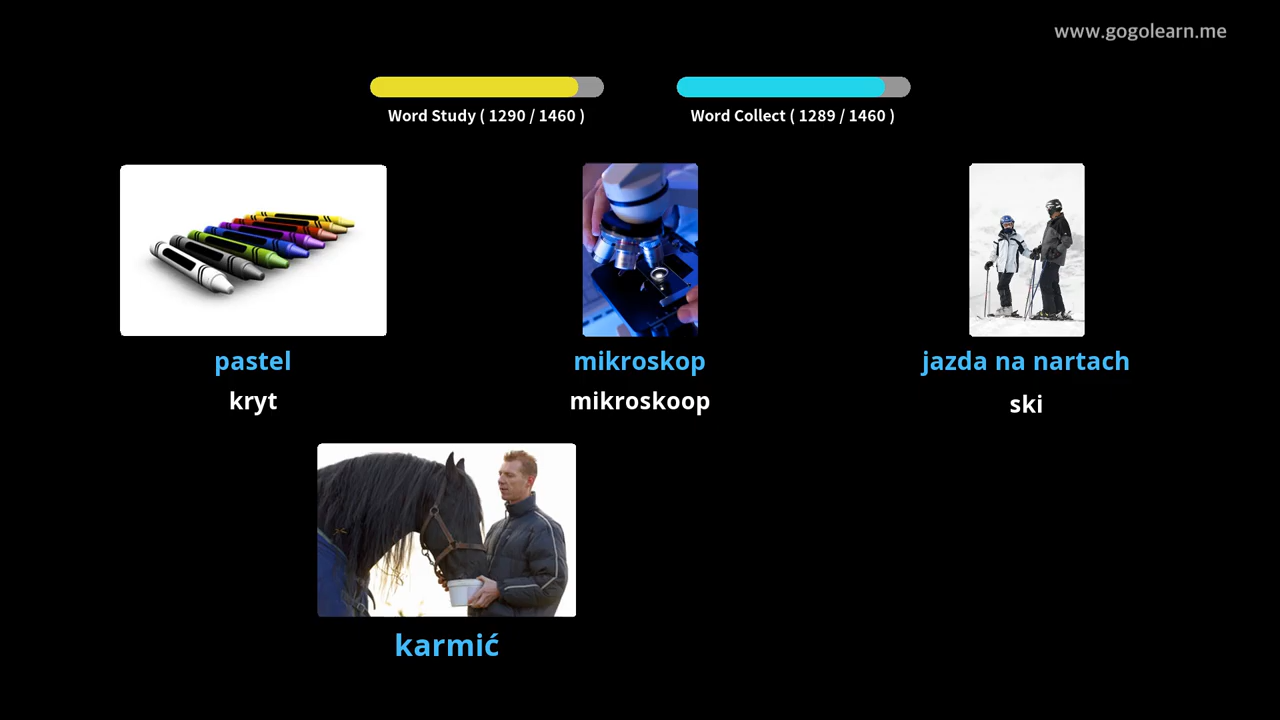 www.gogolearn.me
Word Study ( 1290 / 1460 )
Word Collect ( 1289 / 1460 )
pastel
kryt
mikroskop
mikroskoop
jazda na nartach
ski
karmić